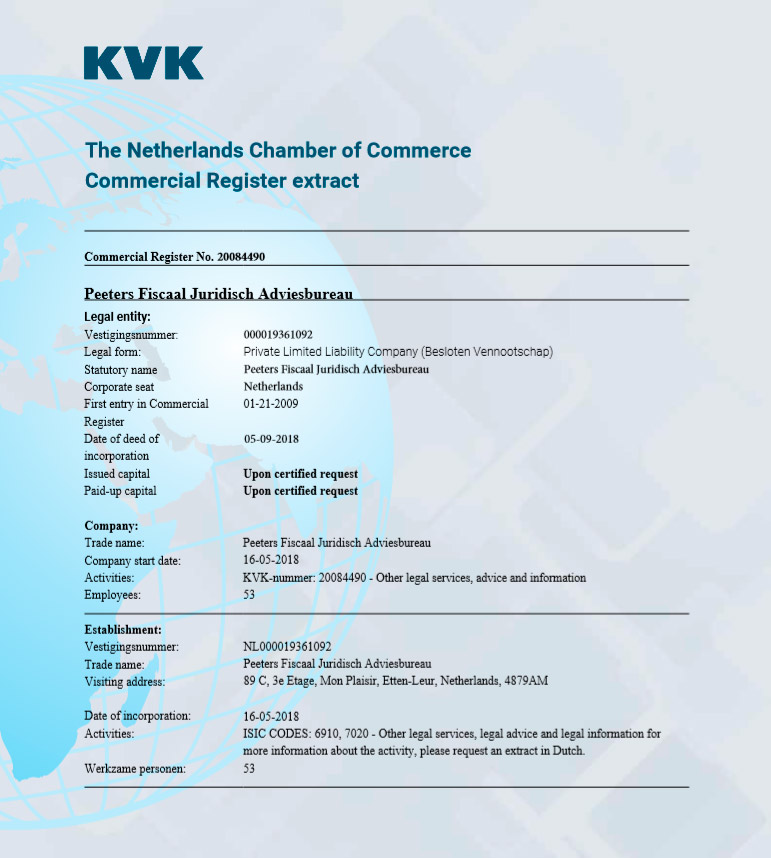 KVK
The Netherlands Chamber of Commerce
Commercial Register extract
Commercial Register No. 20084490
Peeters Fiscaal Juridisch Adviesbureau
Legal entity:
Vestigingsnummer: 000019361092
Legal form: Private Limited Liability Company (Besloten Vennootschap)
Statutory name Peeters Fiscaal Juridisch Adviesbureau
Corporate seat Netherlands
First entry in Commercial 01-21-2009
Register
Date of deed of 05-09-2018
incorporation
Issued capital Upon certified request
Paid-up capital Upon certified request
Company:
Trade name: Peeters Fiscaal Juridisch Adviesbureau
Company start date: 16-05-2018
Activities: KVK-nummer: 20084490 - Other legal services, advice and information
Employees: 53
Establishment:
Vestigingsnummer: NL000019361092
Trade name: Peeters Fiscaal Juridisch Adviesbureau
Visiting address: 89 C, 3e Etage, Mon Plaisir, Etten-Leur, Netherlands, 4879AM
Date of incorporation: 16-05-2018
Activities: ISIC CODES: 6910, 7020 - Other legal services, legal advice and legal information for
more information about the activity, please request an extract in Dutch.
Werkzame personen: 53